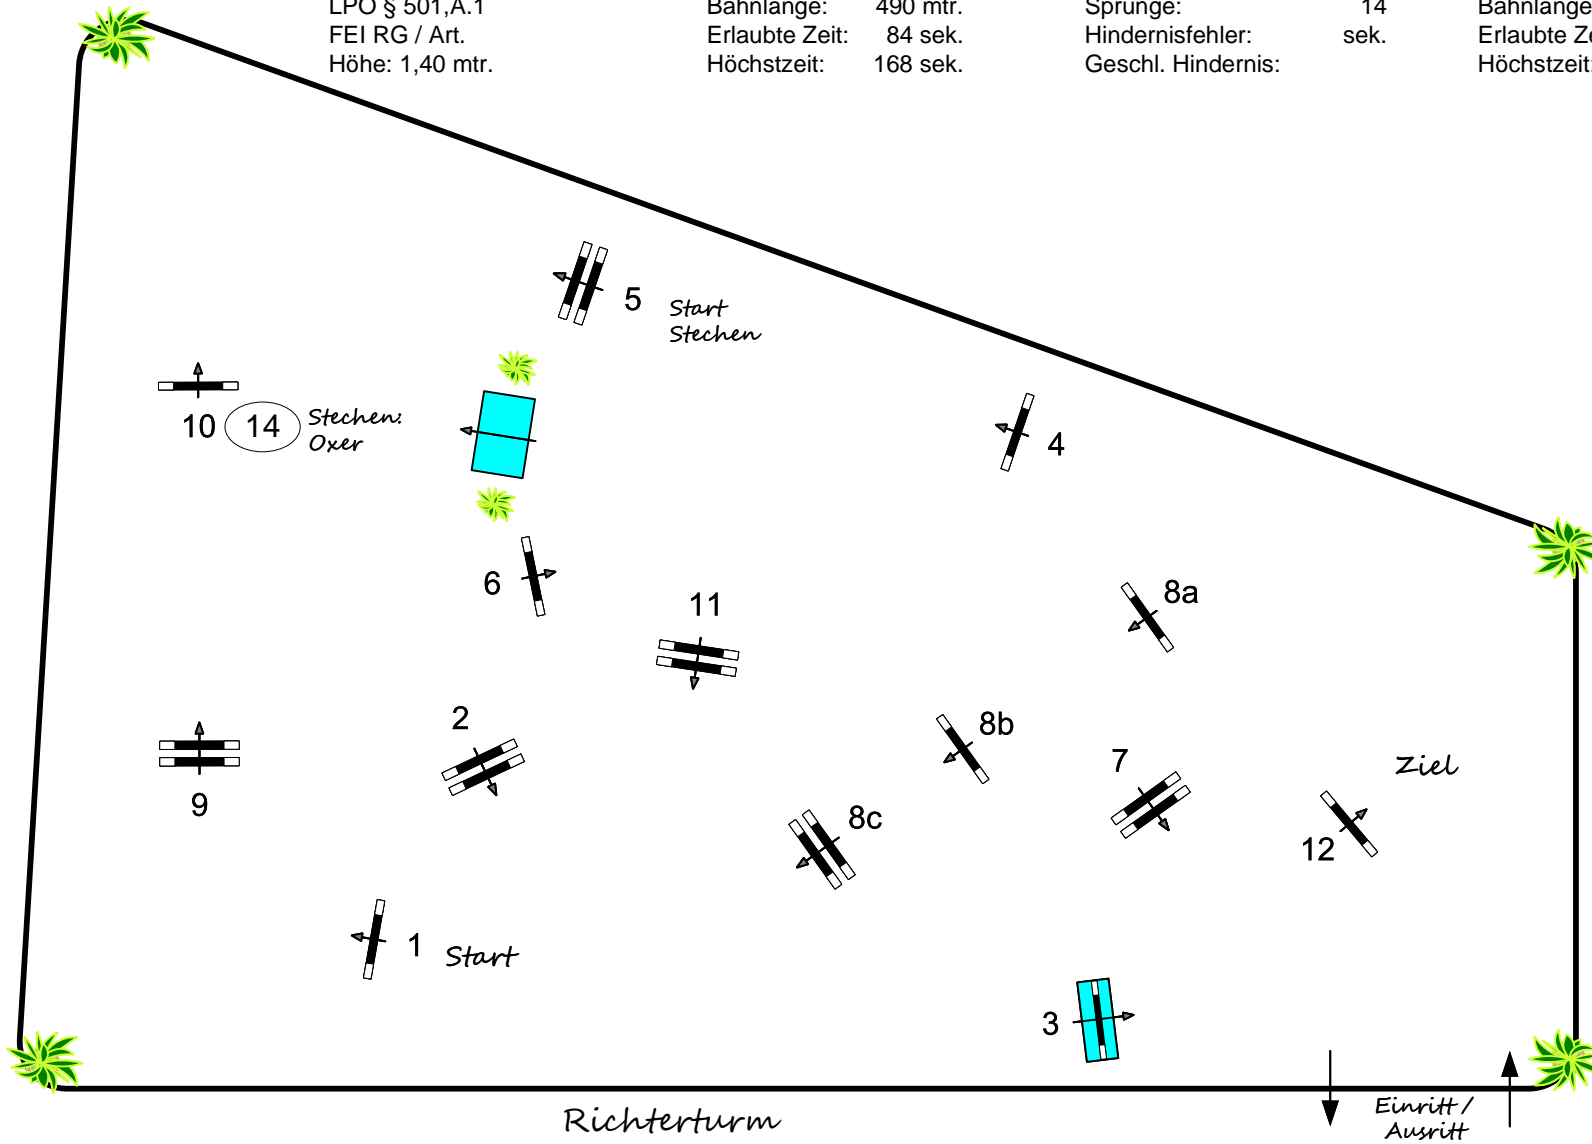 LPO § 501,A.1 Bahnlänge: 490 mtr. Sprünge: 14 Bahnlänge
FEI RG / Art. Erlaubte Zeit: 84 sek. Hindernisfehler: sek. Erlaubte Ze
Höhe: 1,40 mtr. Höchstzeit: 168 sek. Geschl. Hindernis: Höchstzeit:
5 Start
Stechen
10 14 Stechen:
Oxer
4
6
11
8a
2
8b
7
Ziel
9
8c
12
1 Start
3
Richterturm
Einritt /
Ausritt